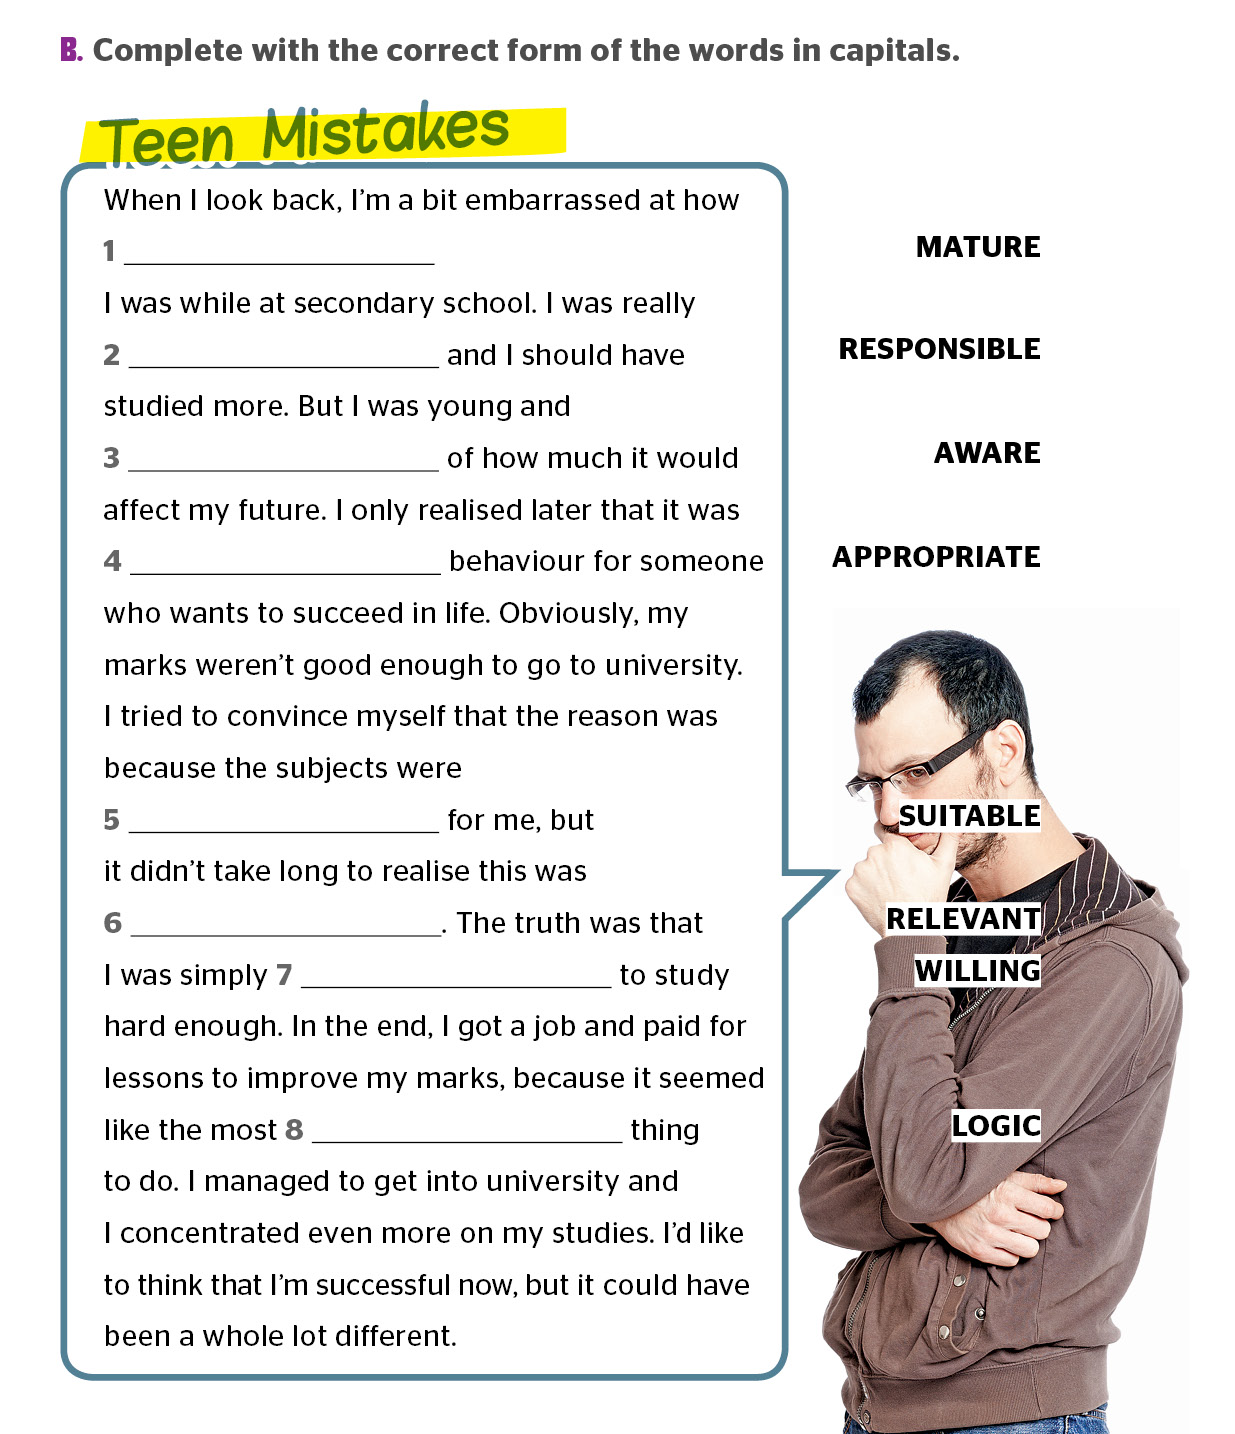 B. Complete with the correct form of the words in capitals.
Teen Mistakes
When I look back, I'm a bit embarrassed at how
1 ____________________ MATURE
I was while at secondary school. I was really
2 ____________________ and I should have RESPONSIBLE
studied more. But I was young and
3 ____________________ of how much it would AWARE
affect my future. I only realised later that it was
4 ____________________ behaviour for someone APPROPRIATE
who wants to succeed in life. Obviously, my
marks weren't good enough to go to university.
I tried to convince myself that the reason was
because the subjects were
5 ____________________ for me, but SUITABLE
it didn't take long to realise this was
6 ____________________. The truth was that RELEVANT
I was simply 7 ____________________ to study WILLING
hard enough. In the end, I got a job and paid for
lessons to improve my marks, because it seemed
like the most 8 ____________________ thing LOGIC
to do. I managed to get into university and
I concentrated even more on my studies. I'd like
to think that I'm successful now, but it could have
been a whole lot different.